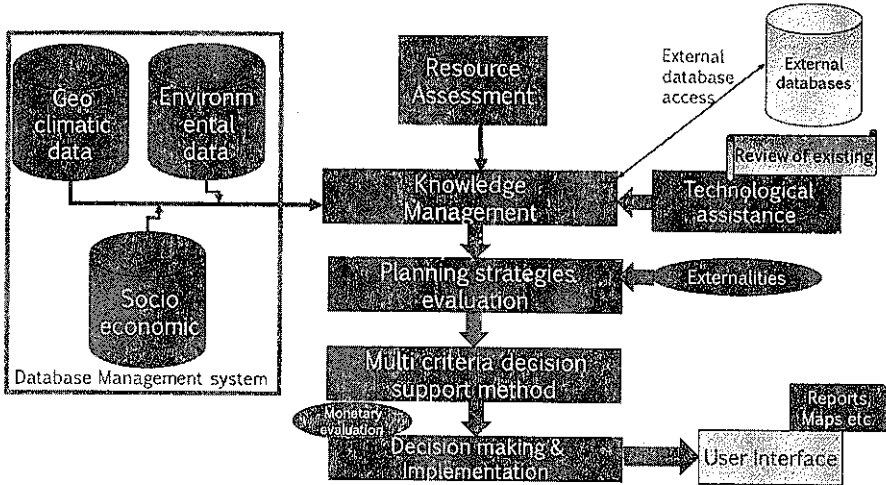 Geo
climatic
data
Environm
ental
data
Socio
economic
Database Management system
Resource
Assessment
External
database
access
External
databases
Review of existing
Technological
assistance
Knowledge
Management
Planning strategies
evaluation
Externalities
Multi criteria decision
support method
Monetary
evaluation
Decision making &
Implementation
Reports
Maps etc
User Interface